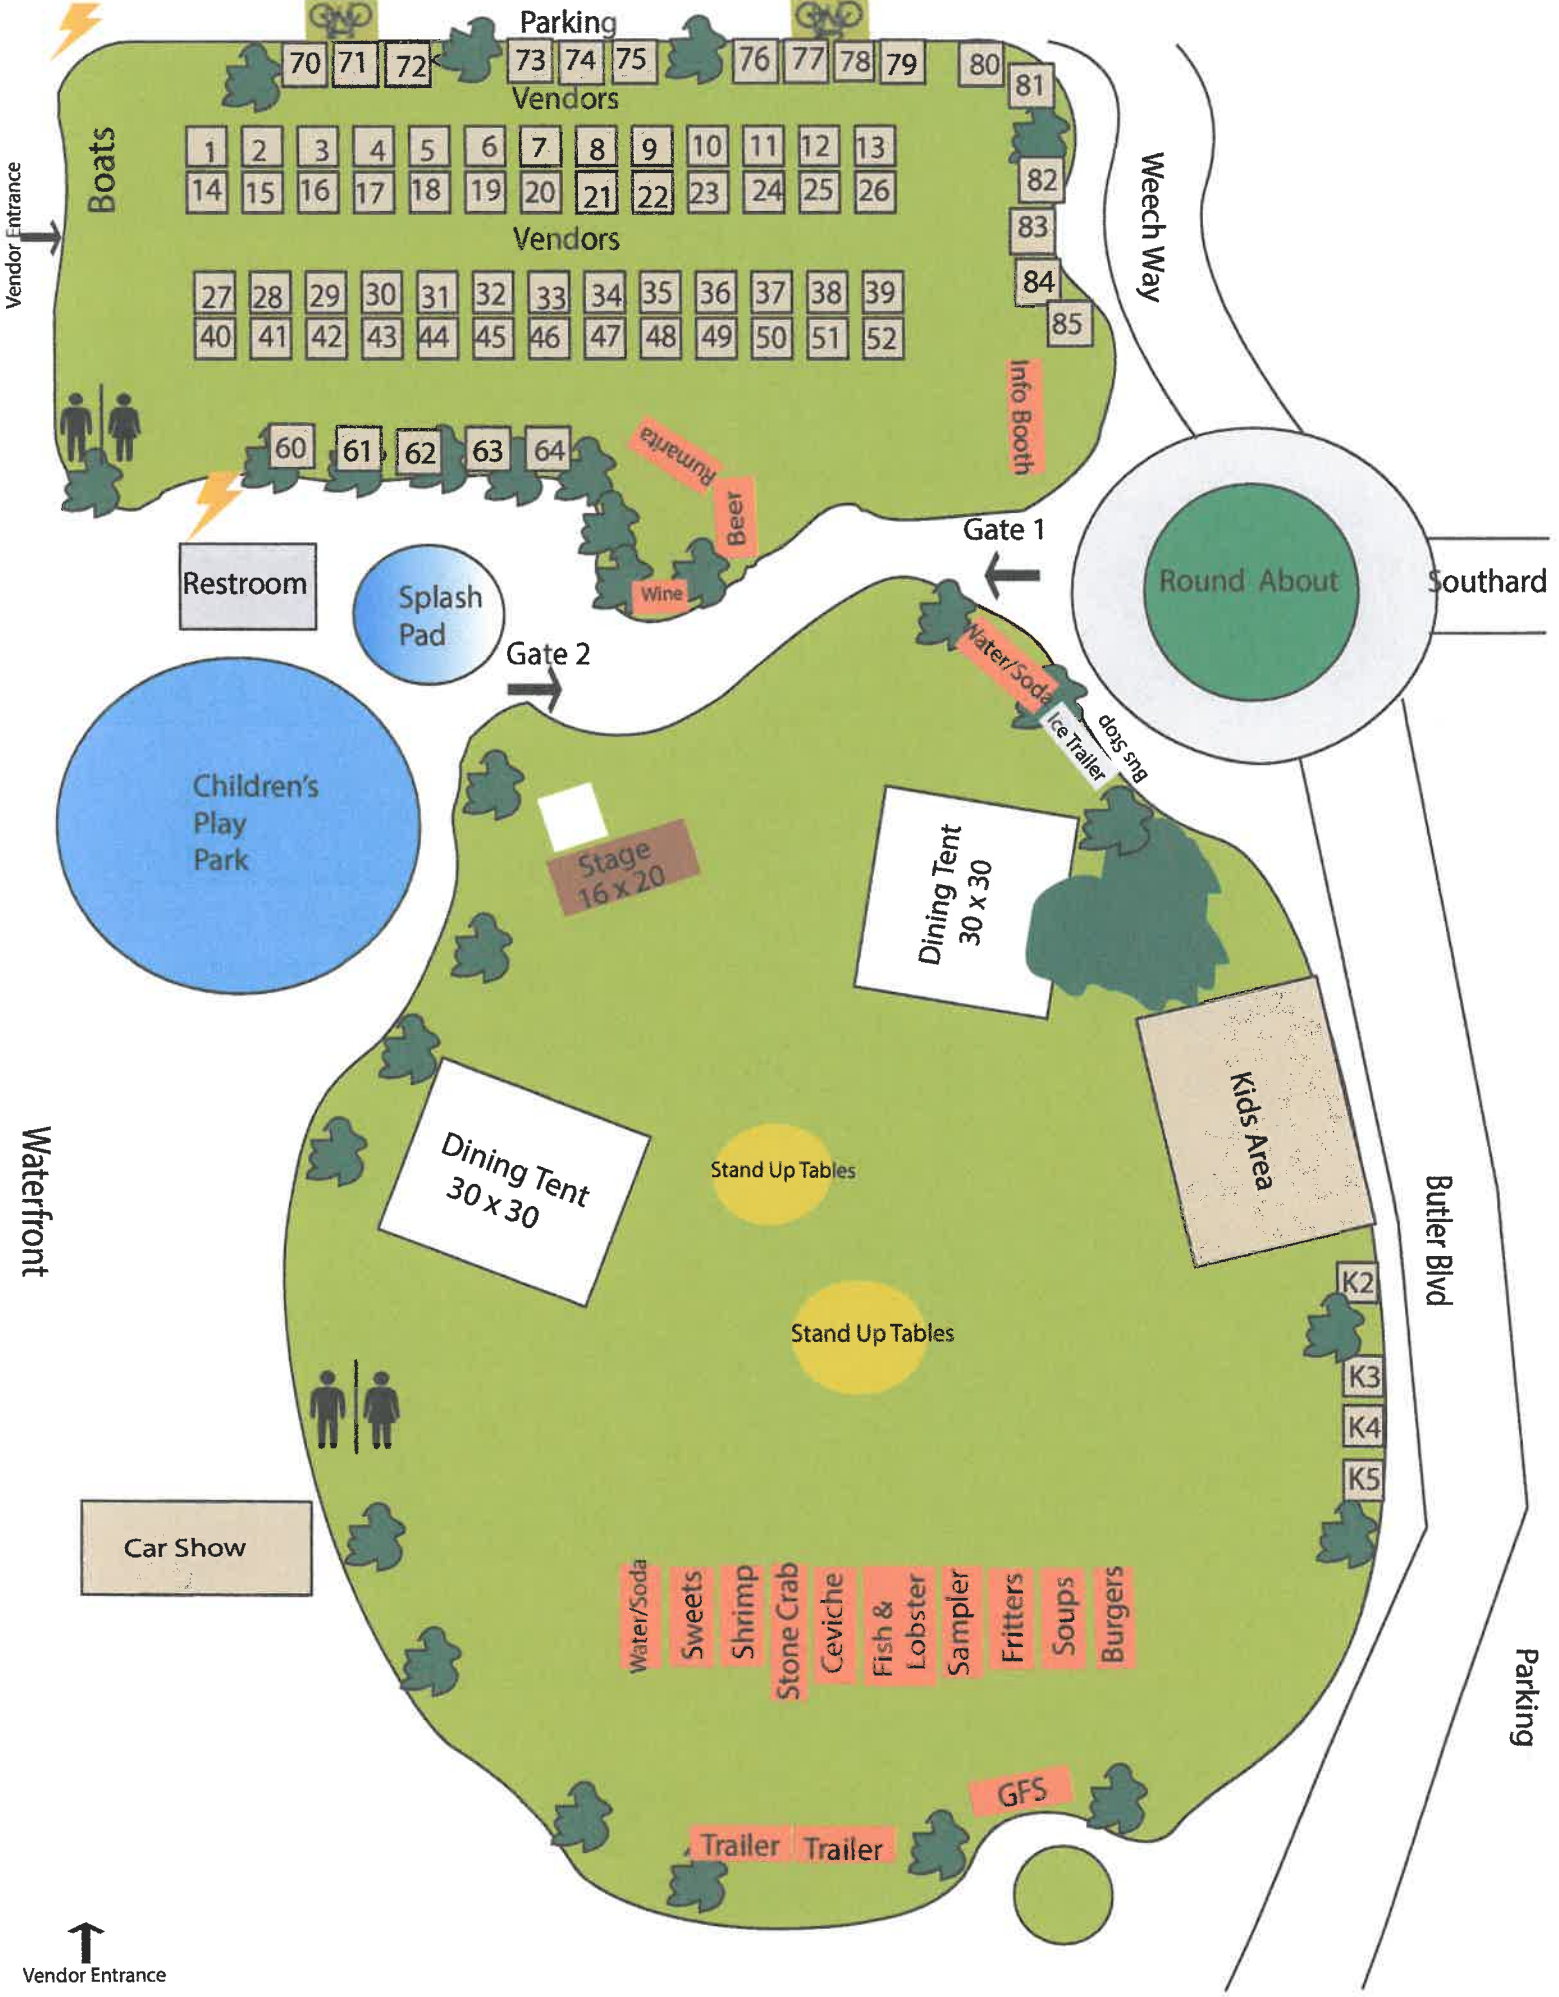 Parking
70 71 72 73 74 75 76 77 78 79 80
81
Vendors
1 2 3 4 5 6 7 8 9 10 11 12 13
14 15 16 17 18 19 20 21 22 23 24 25 26
82
83
Vendors
84
85
27 28 29 30 31 32 33 34 35 36 37 38 39
40 41 42 43 44 45 46 47 48 49 50 51 52
Boats
Vendor Entrance
Weech Way
Info Booth
60 61 62 63 64
Rumarita
Beer
Wine
Gate 1
Round About
Southard
Restroom
Splash
Pad
Gate 2
Water/Soda
Ice Trailer
Bus Stop
Children's
Play
Park
Stage
16 x 20
Dining Tent
30 x 30
Kids Area
Dining Tent
30 x 30
Stand Up Tables
Stand Up Tables
Waterfront
Butler Blvd
K2
K3
K4
K5
Car Show
Water/Soda
Sweets
Shrimp
Stone Crab
Ceviche
Fish &
Lobster
Sampler
Fritters
Soups
Burgers
Parking
GFS
Trailer Trailer
Vendor Entrance